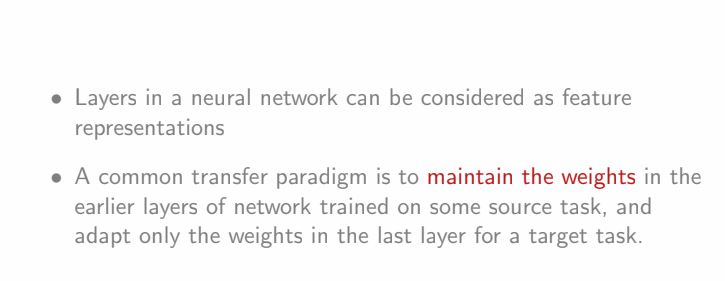 • Layers in a neural network can be considered as feature
representations
• A common transfer paradigm is to maintain the weights in the
earlier layers of network trained on some source task, and
adapt only the weights in the last layer for a target task.